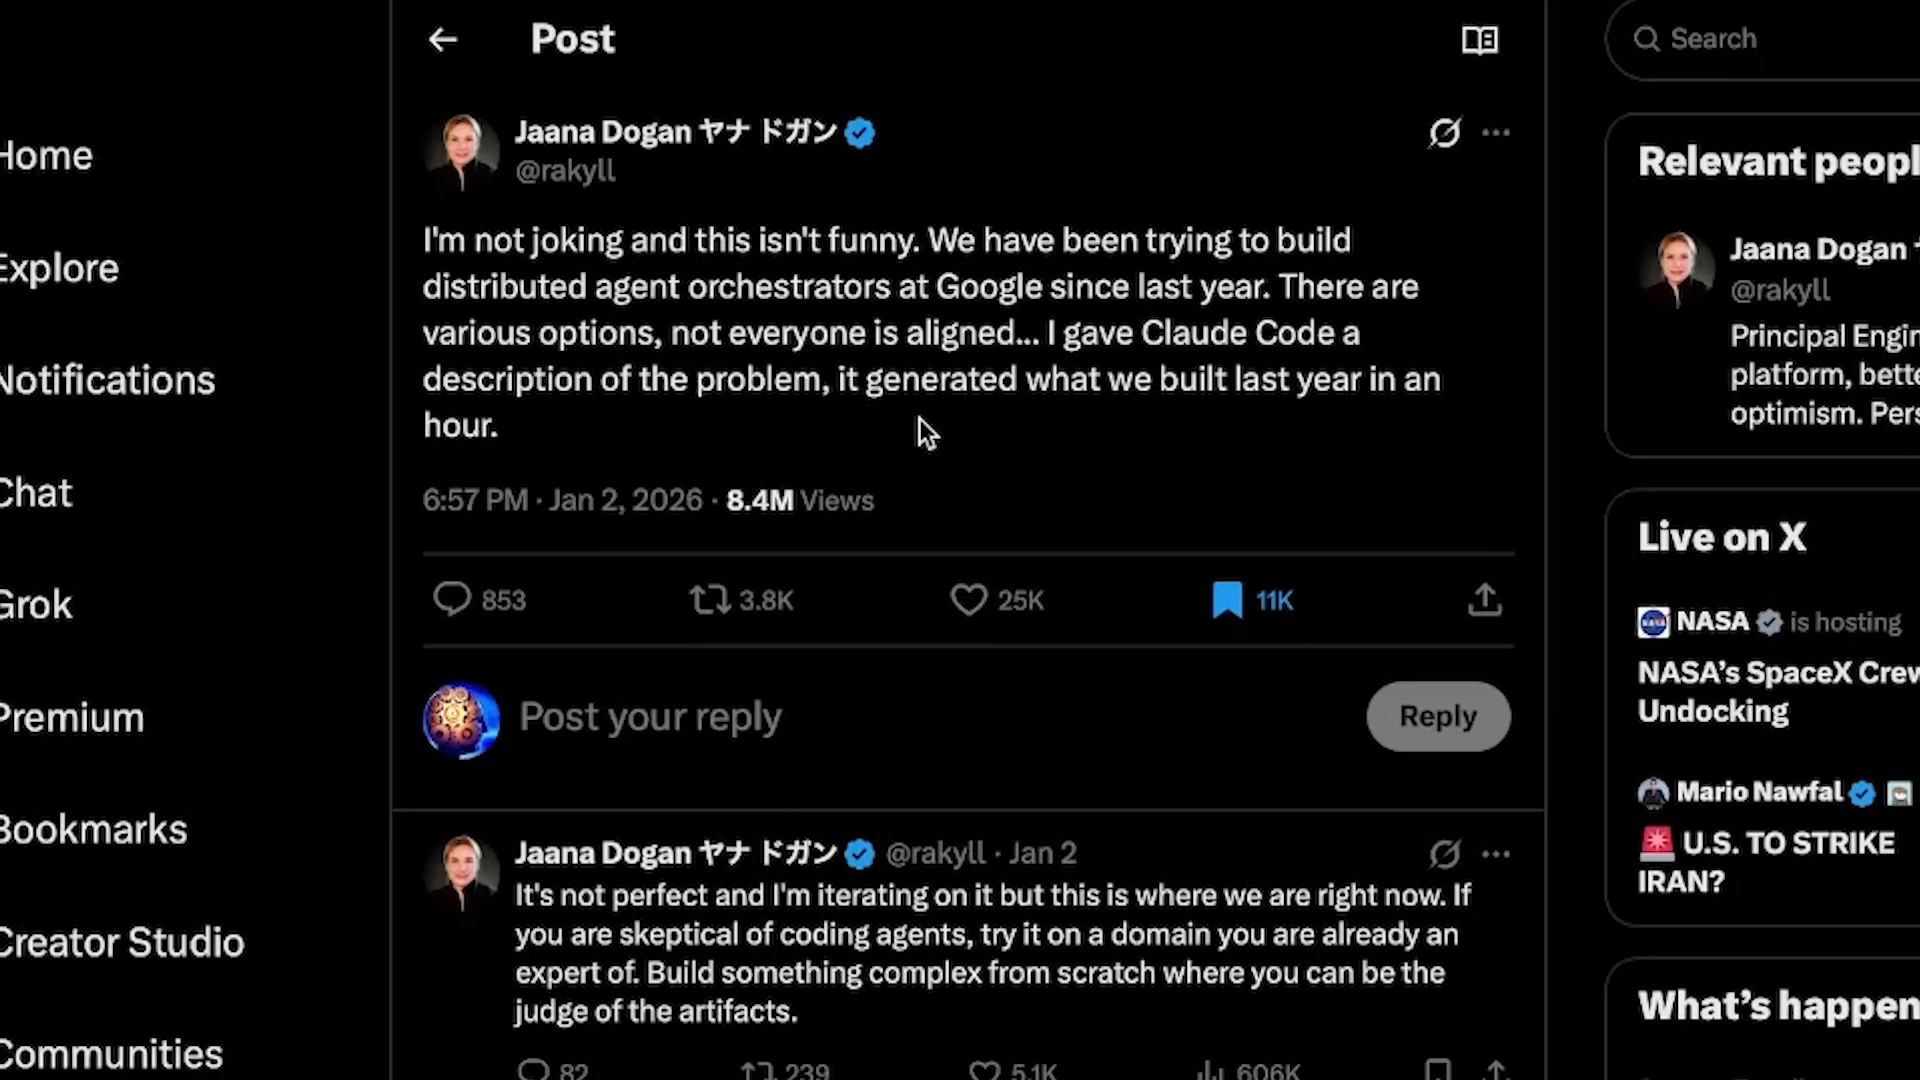 Post
Search
Jaana Dogan ヤナ ドガン
@rakyll
I'm not joking and this isn't funny. We have been trying to build
distributed agent orchestrators at Google since last year. There are
various options, not everyone is aligned... I gave Claude Code a
description of the problem, it generated what we built last year in an
hour.
6:57 PM · Jan 2, 2026 · 8.4M Views
853 3.8K 25K 11K
Post your reply
Reply
Jaana Dogan ヤナ ドガン @rakyll · Jan 2
It's not perfect and I'm iterating on it but this is where we are right now. If
you are skeptical of coding agents, try it on a domain you are already an
expert of. Build something complex from scratch where you can be the
judge of the artifacts.
82 239 5.1K 606K
Home
Explore
Notifications
Chat
Grok
Premium
Bookmarks
Creator Studio
Communities
Relevant peopl
Jaana Dogan
@rakyll
Principal Engin
platform, bette
optimism. Pers
Live on X
NASA is hosting
NASA's SpaceX Crew
Undocking
Mario Nawfal
U.S. TO STRIKE
IRAN?
What's happen